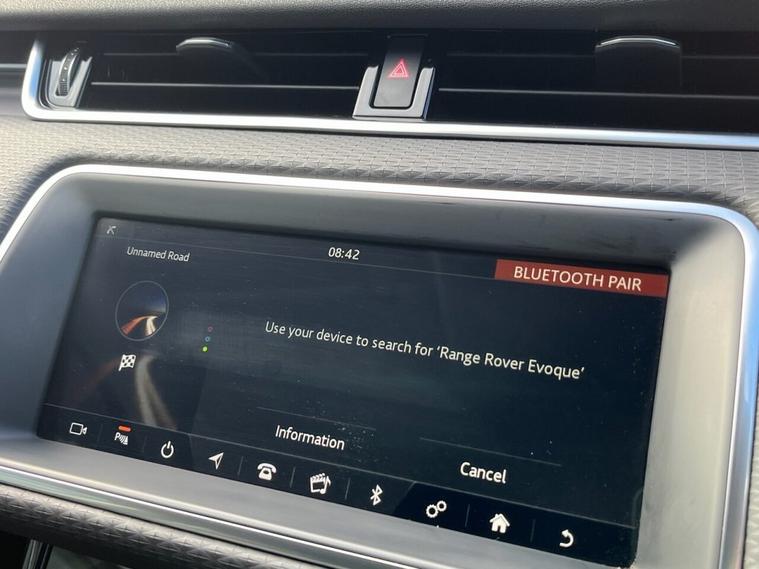 08:42
Unnamed Road
BLUETOOTH PAIR
Use your device to search for ‘Range Rover Evoque’
Information
Cancel